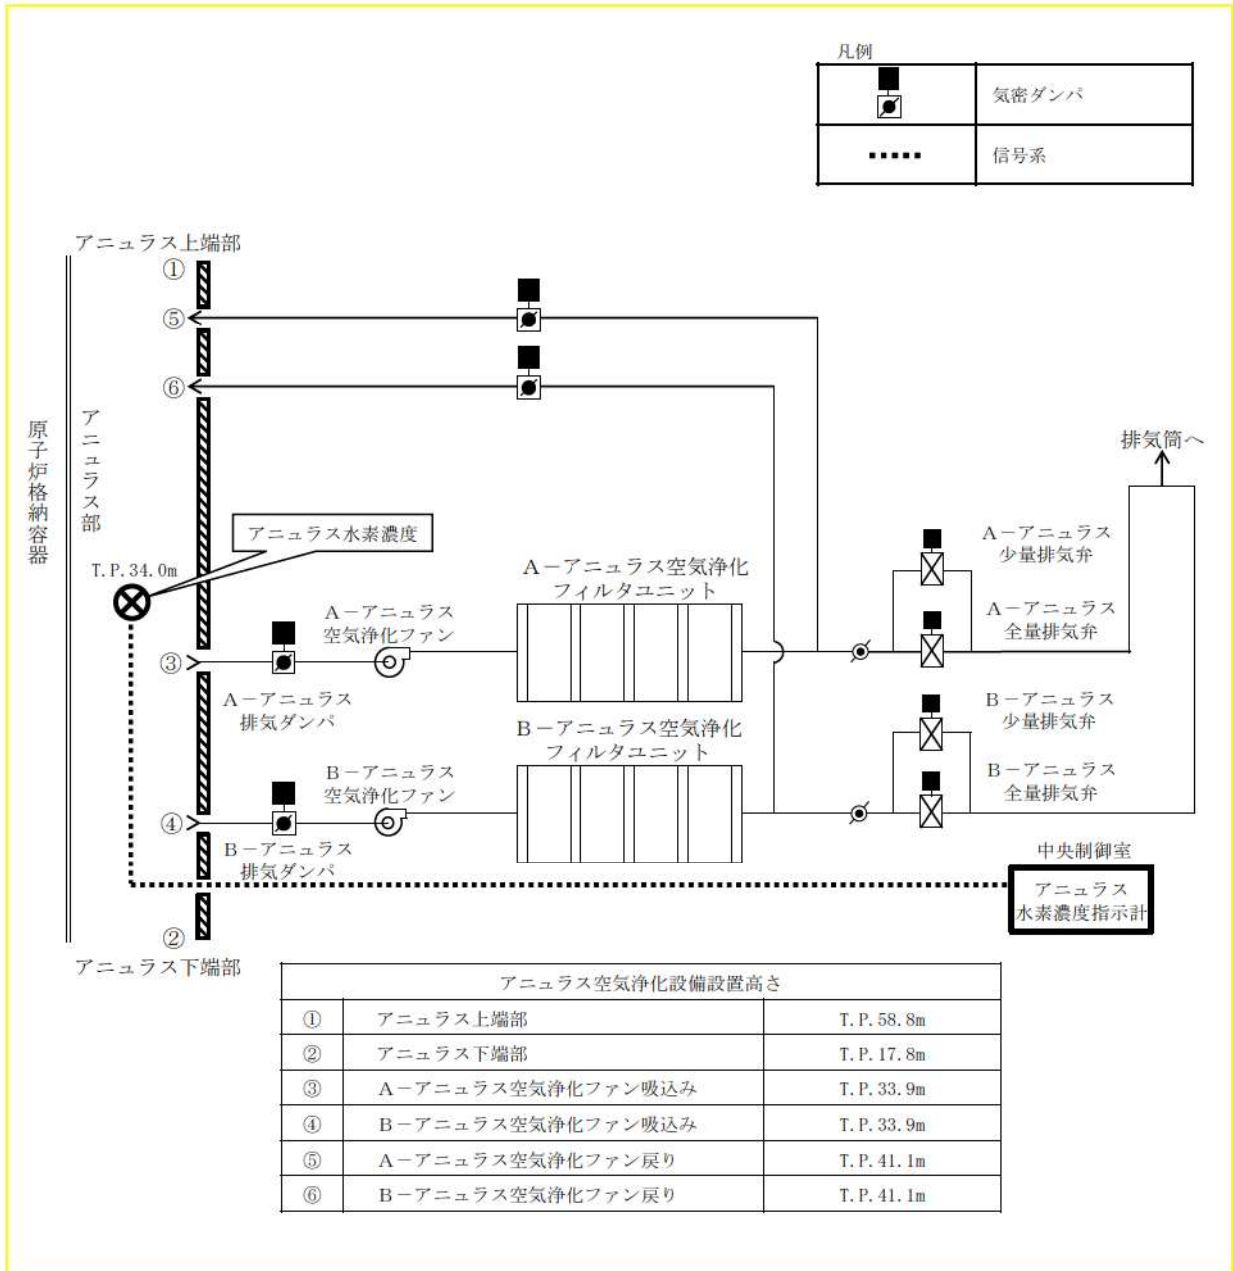 凡例
気密ダンパ
信号系
アニュラス上端部
①
⑤
⑥
原子炉格納容器
アニュラス部
排気筒へ
アニュラス水素濃度
T.P.34.0m
A－アニュラス
少量排気弁
A－アニュラス空気浄化
フィルタユニット
A－アニュラス
空気浄化ファン
A－アニュラス
全量排気弁
③
A－アニュラス
排気ダンパ
B－アニュラス空気浄化
フィルタユニット
B－アニュラス
少量排気弁
B－アニュラス
空気浄化ファン
B－アニュラス
全量排気弁
④
B－アニュラス
排気ダンパ
中央制御室
アニュラス
水素濃度指示計
②
アニュラス下端部
アニュラス空気浄化設備設置高さ
① アニュラス上端部 T.P.58.8m
② アニュラス下端部 T.P.17.8m
③ A－アニュラス空気浄化ファン吸込み T.P.33.9m
④ B－アニュラス空気浄化ファン吸込み T.P.33.9m
⑤ A－アニュラス空気浄化ファン戻り T.P.41.1m
⑥ B－アニュラス空気浄化ファン戻り T.P.41.1m